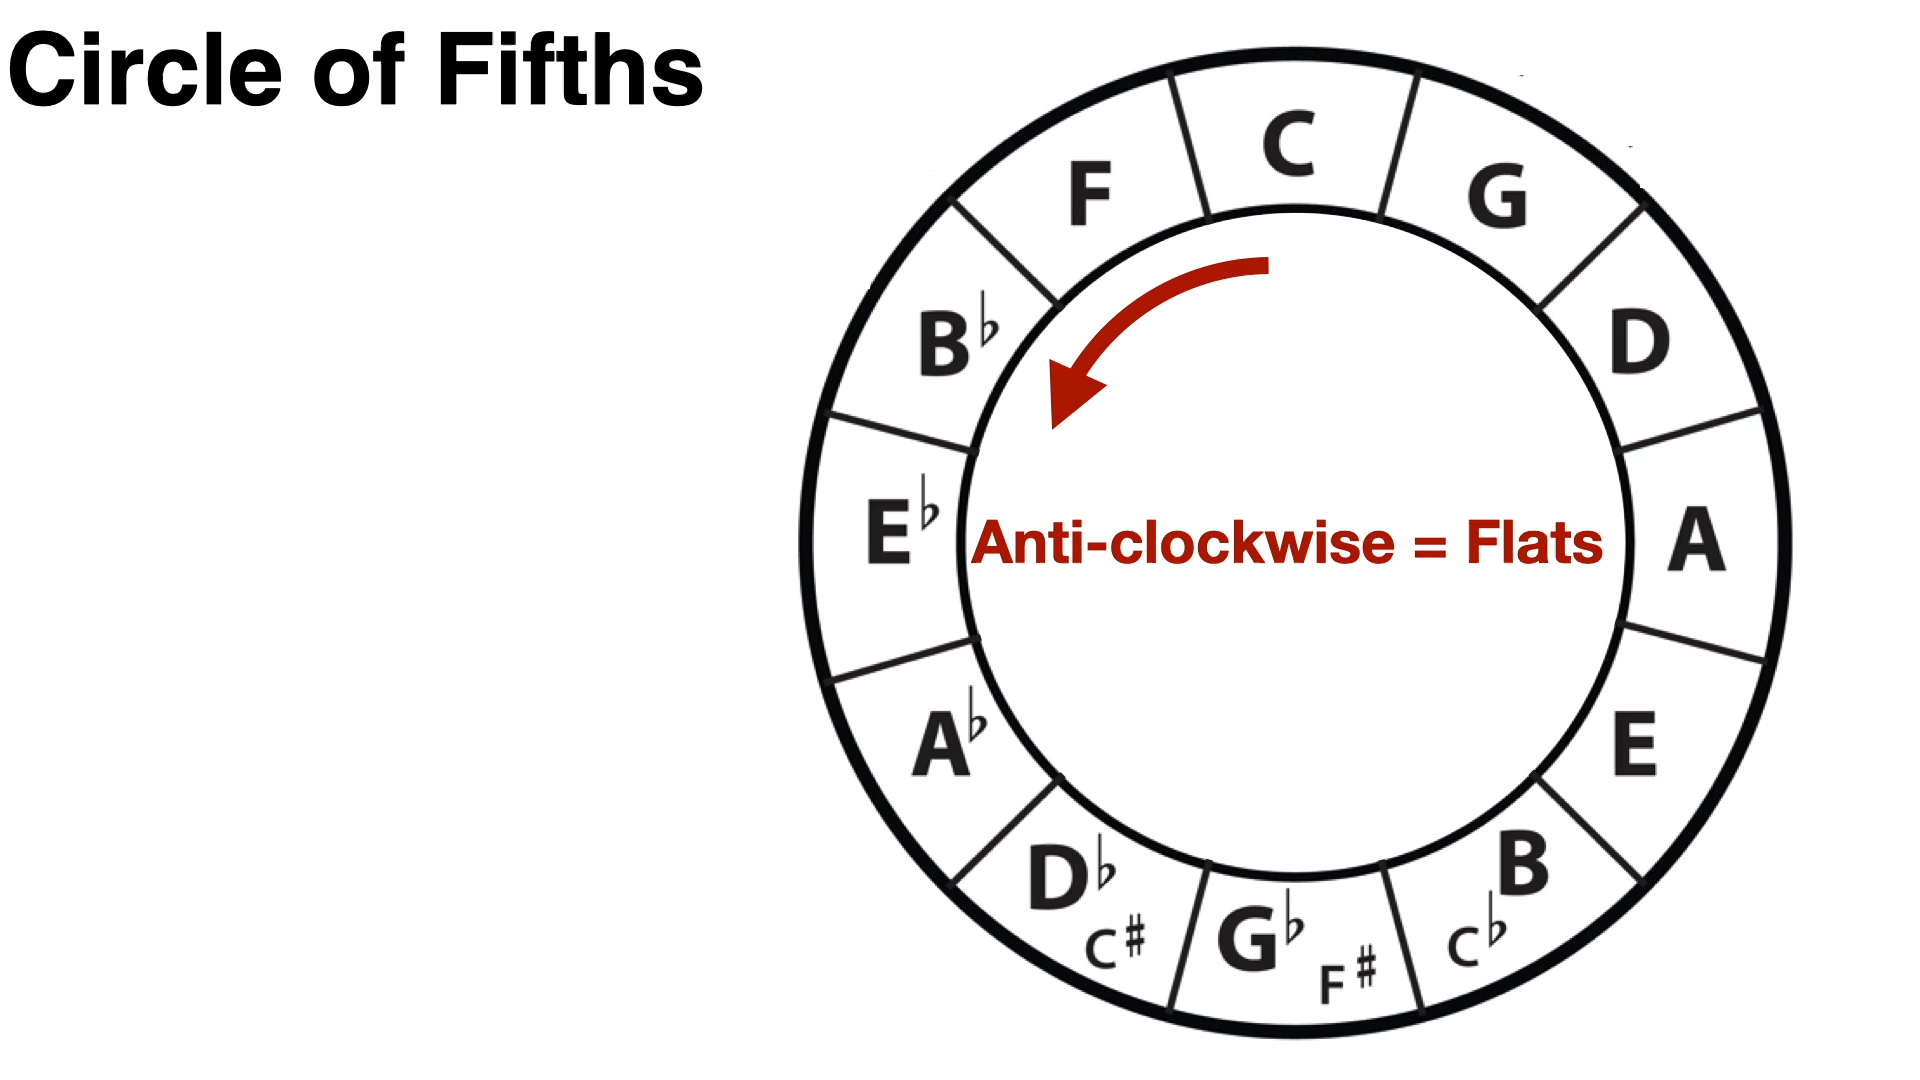 Circle of Fifths
C
G
D
A
E
B
C♭
G♭
F♯
D♭
C♯
A♭
E♭
B♭
F
Anti-clockwise = Flats